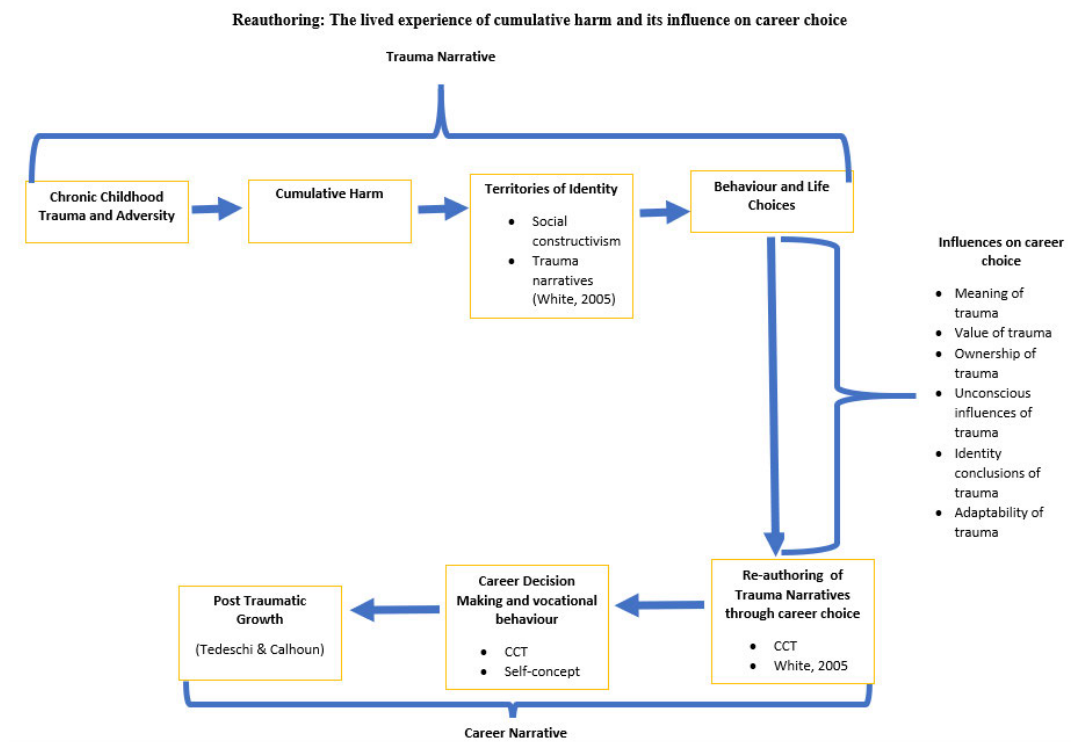 Reauthoring: The lived experience of cumulative harm and its influence on career choice
Trauma Narrative
Chronic Childhood
Trauma and Adversity
Cumulative Harm
Territories of Identity
• Social
constructivism
• Trauma
narratives
(White, 2005)
Behaviour and Life
Choices
Influences on career
choice
• Meaning of
trauma
• Value of trauma
• Ownership of
trauma
• Unconscious
influences of
trauma
• Identity
conclusions of
trauma
• Adaptability of
trauma
Re-authoring of
Trauma Narratives
through career choice
• CCT
• White, 2005
Career Decision
Making and vocational
behaviour
• CCT
• Self-concept
Post Traumatic
Growth
(Tedeschi & Calhoun)
Career Narrative